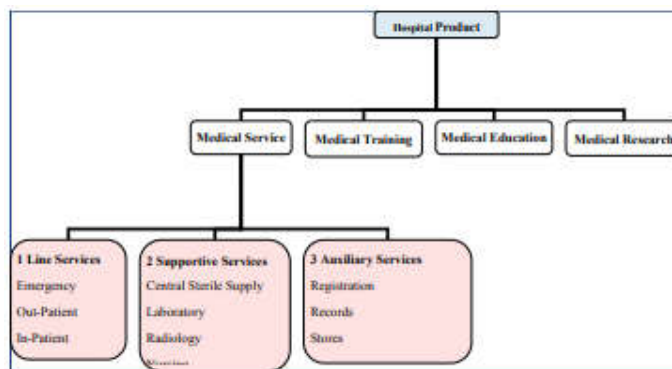 Hospital Product
Medical Service
Medical Training
Medical Education
Medical Research
1 Line Services
Emergency
Out-Patient
In-Patient
2 Supportive Services
Central Sterile Supply
Laboratory
Radiology
3 Auxiliary Services
Registration
Records
Stores